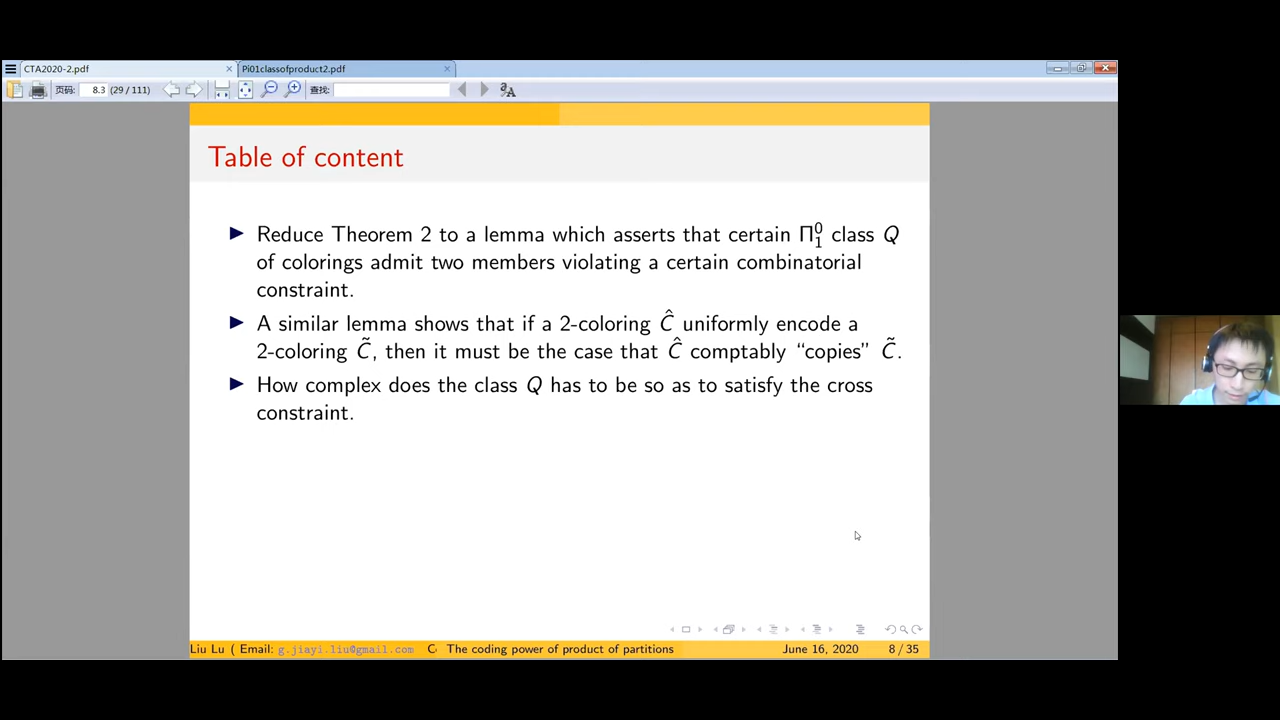 CTA2020-2.pdf
Pi01classofproduct2.pdf
页码: 8.3 (29 / 111) 查找:
Table of content
Reduce Theorem 2 to a lemma which asserts that certain Π⁰₁ class Q
of colorings admit two members violating a certain combinatorial
constraint.
A similar lemma shows that if a 2-coloring Ĉ uniformly encode a
2-coloring C̃, then it must be the case that Ĉ comptably “copies” C̃.
How complex does the class Q has to be so as to satisfy the cross
constraint.
Liu Lu ( Email: g.jiayi.liu@gmail.com C The coding power of product of partitions June 16, 2020 8 / 35